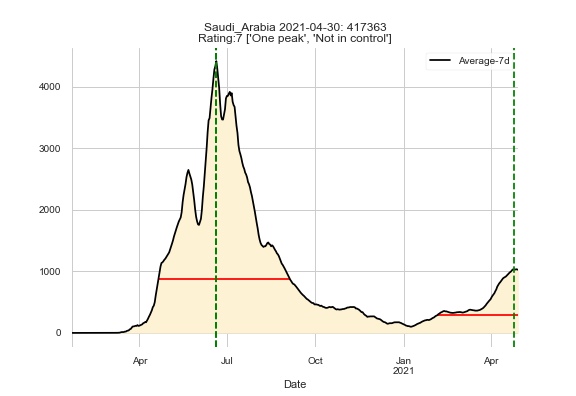 Saudi_Arabia 2021-04-30: 417363
Rating:7 ['One peak', 'Not in control']
Average-7d
4000
3000
2000
1000
0
Apr
Jul
Oct
Jan
2021
Apr
Date